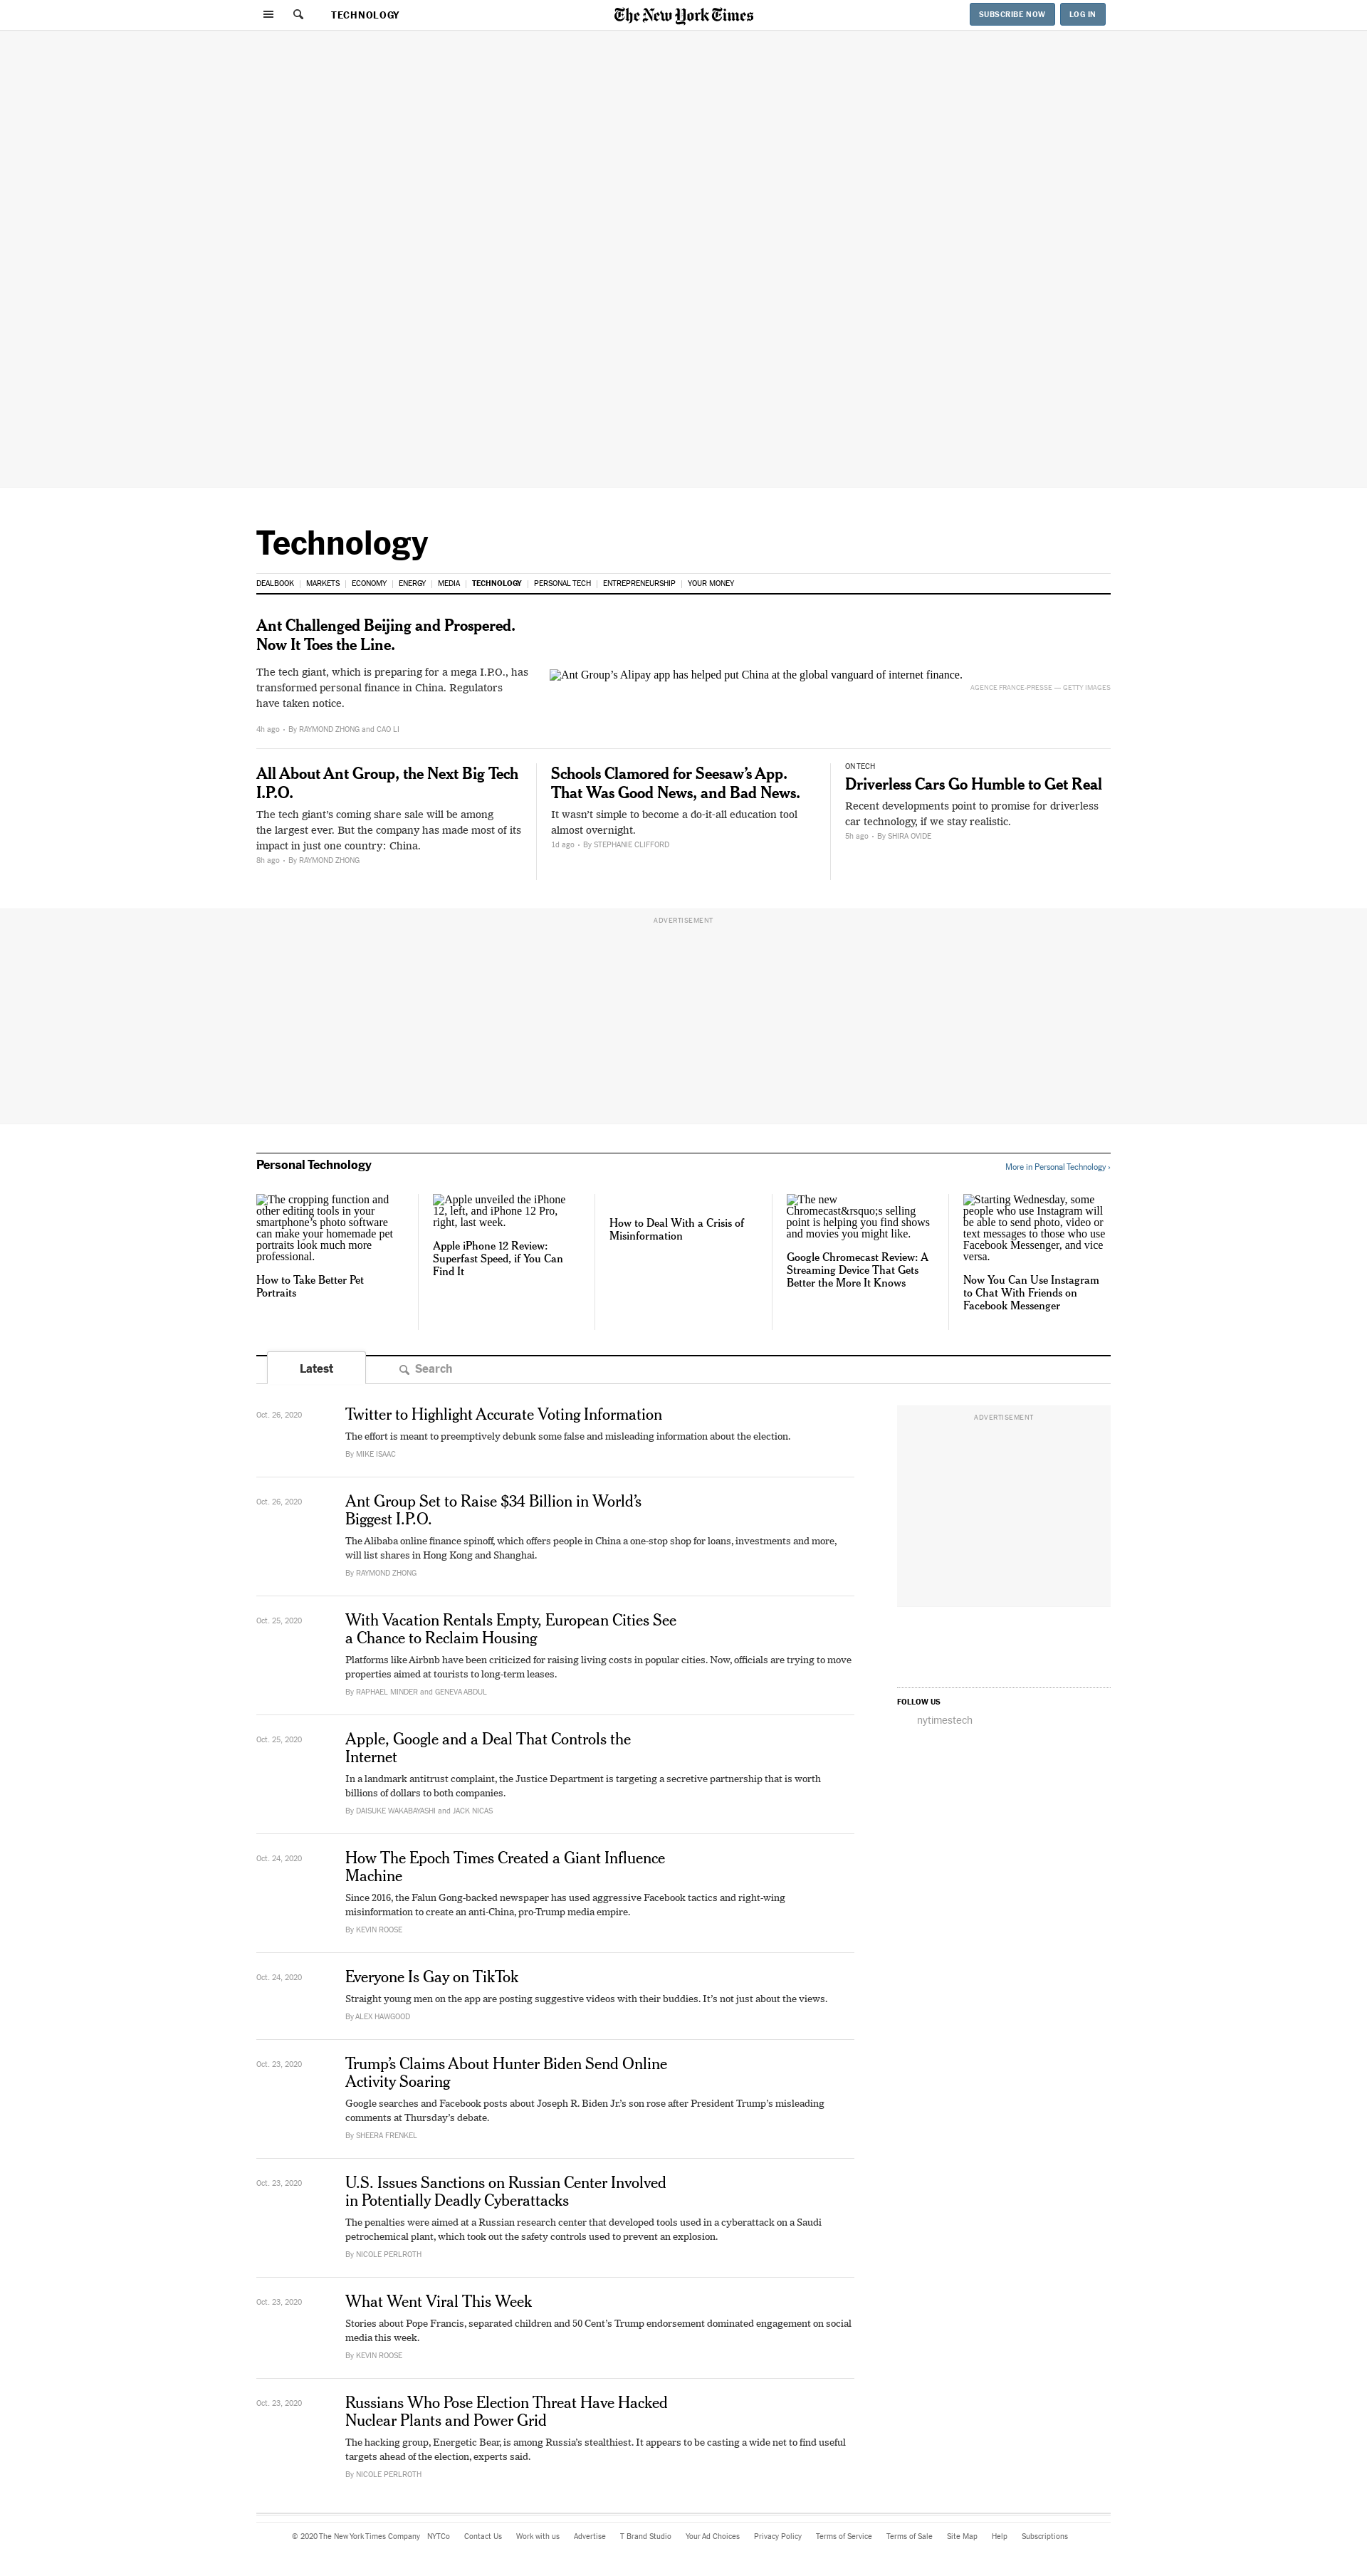 TECHNOLOGY
The New York Times
SUBSCRIBE NOW
LOG IN
Technology
DEALBOOK | MARKETS | ECONOMY | ENERGY | MEDIA | TECHNOLOGY | PERSONAL TECH | ENTREPRENEURSHIP | YOUR MONEY
Ant Challenged Beijing and Prospered.
Now It Toes the Line.
The tech giant, which is preparing for a mega I.P.O., has
transformed personal finance in China. Regulators
have taken notice.
4h ago • By RAYMOND ZHONG and CAO LI
Ant Group’s Alipay app has helped put China at the global vanguard of internet finance.
AGENCE FRANCE-PRESSE — GETTY IMAGES
All About Ant Group, the Next Big Tech
I.P.O.
The tech giant’s coming share sale will be among
the largest ever. But the company has made most of its
impact in just one country: China.
8h ago • By RAYMOND ZHONG
Schools Clamored for Seesaw’s App.
That Was Good News, and Bad News.
It wasn’t simple to become a do-it-all education tool
almost overnight.
1d ago • By STEPHANIE CLIFFORD
ON TECH
Driverless Cars Go Humble to Get Real
Recent developments point to promise for driverless
car technology, if we stay realistic.
5h ago • By SHIRA OVIDE
ADVERTISEMENT
Personal Technology
More in Personal Technology ›
The cropping function and
other editing tools in your
smartphone’s photo software
can make your homemade pet
portraits look much more
professional.
How to Take Better Pet
Portraits
Apple unveiled the iPhone
12, left, and iPhone 12 Pro,
right, last week.
Apple iPhone 12 Review:
Superfast Speed, if You Can
Find It
How to Deal With a Crisis of
Misinformation
The new
Chromecast&rsquo;s selling
point is helping you find shows
and movies you might like.
Google Chromecast Review: A
Streaming Device That Gets
Better the More It Knows
Starting Wednesday, some
people who use Instagram will
be able to send photo, video or
text messages to those who use
Facebook Messenger, and vice
versa.
Now You Can Use Instagram
to Chat With Friends on
Facebook Messenger
Latest
Search
Oct. 26, 2020
Twitter to Highlight Accurate Voting Information
The effort is meant to preemptively debunk some false and misleading information about the election.
By MIKE ISAAC
Oct. 26, 2020
Ant Group Set to Raise $34 Billion in World’s
Biggest I.P.O.
The Alibaba online finance spinoff, which offers people in China a one-stop shop for loans, investments and more,
will list shares in Hong Kong and Shanghai.
By RAYMOND ZHONG
Oct. 25, 2020
With Vacation Rentals Empty, European Cities See
a Chance to Reclaim Housing
Platforms like Airbnb have been criticized for raising living costs in popular cities. Now, officials are trying to move
properties aimed at tourists to long-term leases.
By RAPHAEL MINDER and GENEVA ABDUL
Oct. 25, 2020
Apple, Google and a Deal That Controls the
Internet
In a landmark antitrust complaint, the Justice Department is targeting a secretive partnership that is worth
billions of dollars to both companies.
By DAISUKE WAKABAYASHI and JACK NICAS
Oct. 24, 2020
How The Epoch Times Created a Giant Influence
Machine
Since 2016, the Falun Gong-backed newspaper has used aggressive Facebook tactics and right-wing
misinformation to create an anti-China, pro-Trump media empire.
By KEVIN ROOSE
Oct. 24, 2020
Everyone Is Gay on TikTok
Straight young men on the app are posting suggestive videos with their buddies. It’s not just about the views.
By ALEX HAWGOOD
Oct. 23, 2020
Trump’s Claims About Hunter Biden Send Online
Activity Soaring
Google searches and Facebook posts about Joseph R. Biden Jr.’s son rose after President Trump’s misleading
comments at Thursday’s debate.
By SHEERA FRENKEL
Oct. 23, 2020
U.S. Issues Sanctions on Russian Center Involved
in Potentially Deadly Cyberattacks
The penalties were aimed at a Russian research center that developed tools used in a cyberattack on a Saudi
petrochemical plant, which took out the safety controls used to prevent an explosion.
By NICOLE PERLROTH
Oct. 23, 2020
What Went Viral This Week
Stories about Pope Francis, separated children and 50 Cent’s Trump endorsement dominated engagement on social
media this week.
By KEVIN ROOSE
Oct. 23, 2020
Russians Who Pose Election Threat Have Hacked
Nuclear Plants and Power Grid
The hacking group, Energetic Bear, is among Russia’s stealthiest. It appears to be casting a wide net to find useful
targets ahead of the election, experts said.
By NICOLE PERLROTH
ADVERTISEMENT
FOLLOW US
nytimestech
© 2020 The New York Times Company NYTCo Contact Us Work with us Advertise T Brand Studio Your Ad Choices Privacy Policy Terms of Service Terms of Sale Site Map Help Subscriptions